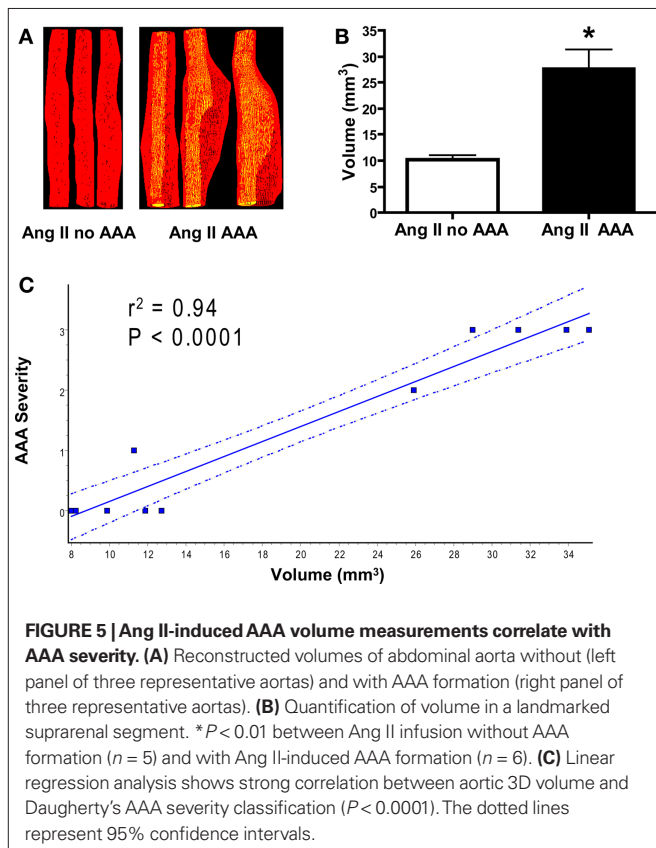 A
Ang II no AAA
Ang II AAA
B
*
Volume (mm³)
35
30
25
20
15
10
5
0
Ang II no AAA
Ang II AAA
C
r² = 0.94
P < 0.0001
AAA Severity
3
2
1
0
8 10 12 14 16 18 20 22 24 26 28 30 32 34
Volume (mm³)
FIGURE 5 | Ang II-induced AAA volume measurements correlate with
AAA severity. (A) Reconstructed volumes of abdominal aorta without (left
panel of three representative aortas) and with AAA formation (right panel of
three representative aortas). (B) Quantification of volume in a landmarked
suprarenal segment. *P < 0.01 between Ang II infusion without AAA
formation (n = 5) and with Ang II-induced AAA formation (n = 6). (C) Linear
regression analysis shows strong correlation between aortic 3D volume and
Daugherty's AAA severity classification (P < 0.0001). The dotted lines
represent 95% confidence intervals.